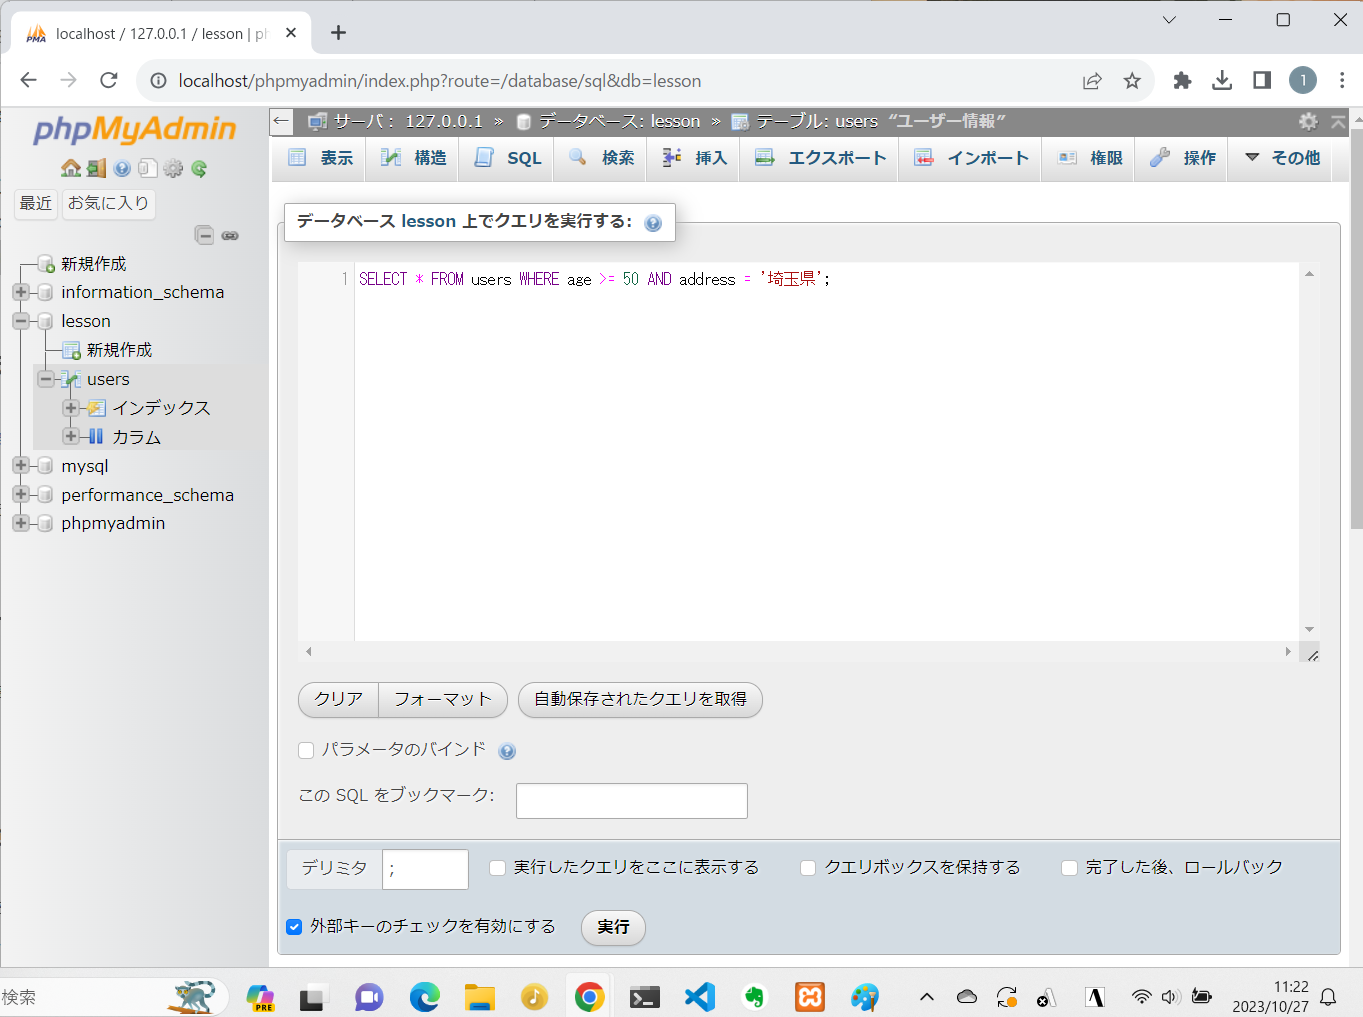 localhost / 127.0.0.1 / lesson | ph
localhost/phpmyadmin/index.php?route=/database/sql&db=lesson
1
phpMyAdmin
最近
お気に入り
新規作成
information_schema
lesson
新規作成
users
インデックス
カラム
mysql
performance_schema
phpmyadmin
サーバ: 127.0.0.1 » データベース: lesson » テーブル: users “ユーザー情報”
表示 構造 SQL 検索 挿入 エクスポート インポート 権限 操作 その他
データベース lesson 上でクエリを実行する:
1 SELECT * FROM users WHERE age >= 50 AND address = '埼玉県';
クリア フォーマット 自動保存されたクエリを取得
パラメータのバインド
この SQL をブックマーク:
デリミタ ; 実行したクエリをここに表示する クエリボックスを保持する 完了した後、ロールバック
外部キーのチェックを有効にする 実行
検索
PRE
A
11:22
2023/10/27